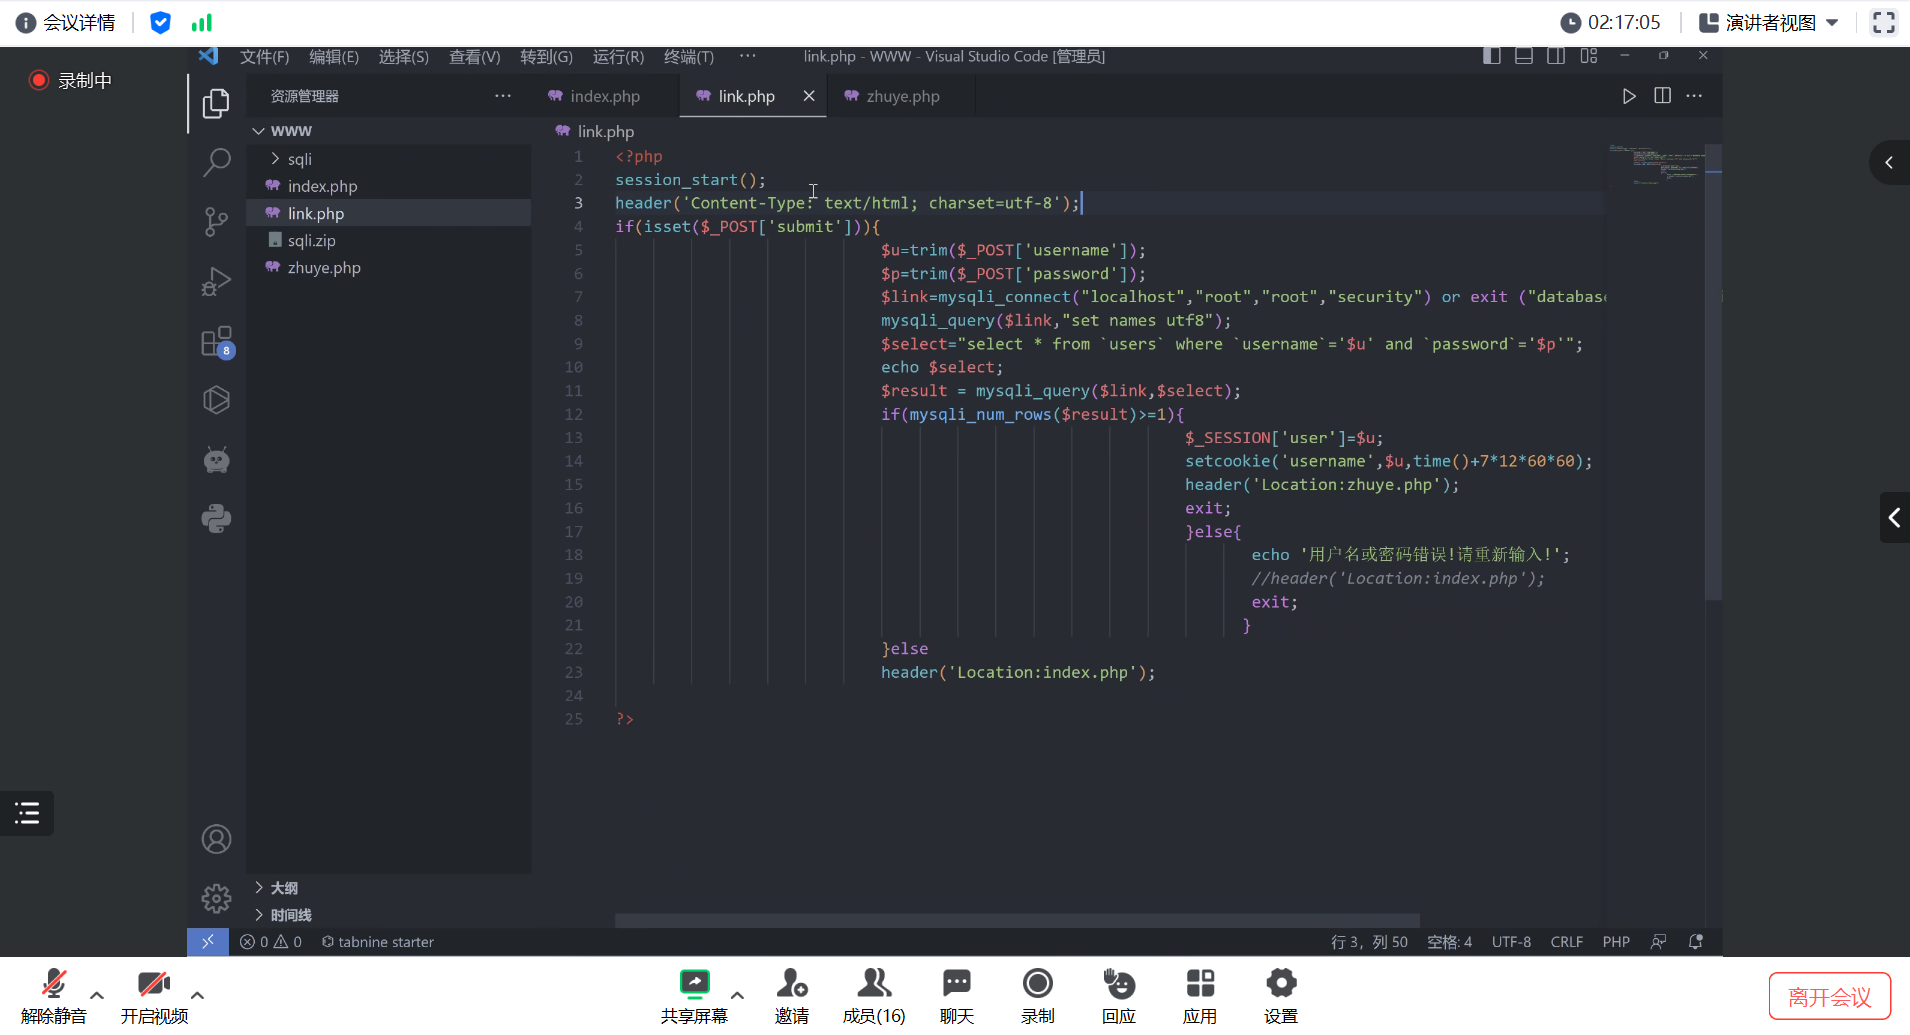 会议详情
02:17:05
演讲者视图
录制中
文件(F) 编辑(E) 选择(S) 查看(V) 转到(G) 运行(R) 终端(T) ··· link.php - WWW - Visual Studio Code [管理员]
资源管理器 ···
index.php
link.php
zhuye.php
WWW
sqli
index.php
link.php
sqli.zip
zhuye.php
link.php
1 <?php
2 session_start();
3 header('Content-Type: text/html; charset=utf-8');
4 if(isset($_POST['submit'])){
5 $u=trim($_POST['username']);
6 $p=trim($_POST['password']);
7 $link=mysqli_connect("localhost","root","root","security") or exit ("databas
8 mysqli_query($link,"set names utf8");
9 $select="select * from `users` where `username`='$u' and `password`='$p'";
10 echo $select;
11 $result = mysqli_query($link,$select);
12 if(mysqli_num_rows($result)>=1){
13 $_SESSION['user']=$u;
14 setcookie('username',$u,time()+7*12*60*60);
15 header('Location:zhuye.php');
16 exit;
17 }else{
18 echo '用户名或密码错误!请重新输入!';
19 //header('Location:index.php');
20 exit;
21 }
22 }else
23 header('Location:index.php');
24
25 ?>
8
大纲
时间线
0 0 tabnine starter
行 3，列 50 空格: 4 UTF-8 CRLF PHP
解除静音
开启视频
共享屏幕
邀请
成员(16)
聊天
录制
回应
应用
设置
离开会议